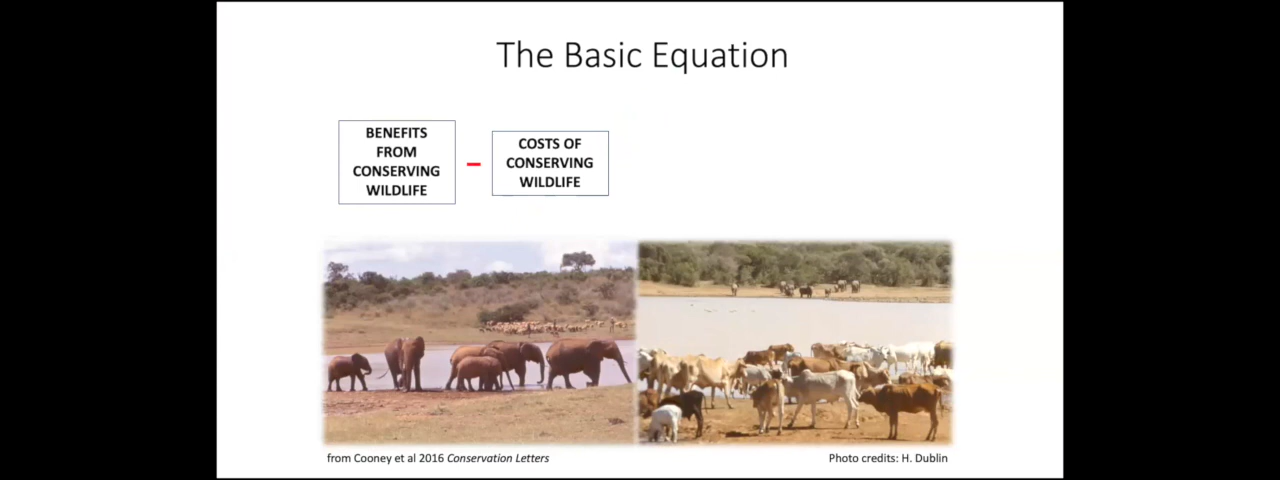 The Basic Equation
BENEFITS
FROM
CONSERVING
WILDLIFE
COSTS OF
CONSERVING
WILDLIFE
from Cooney et al 2016 Conservation Letters
Photo credits: H. Dublin